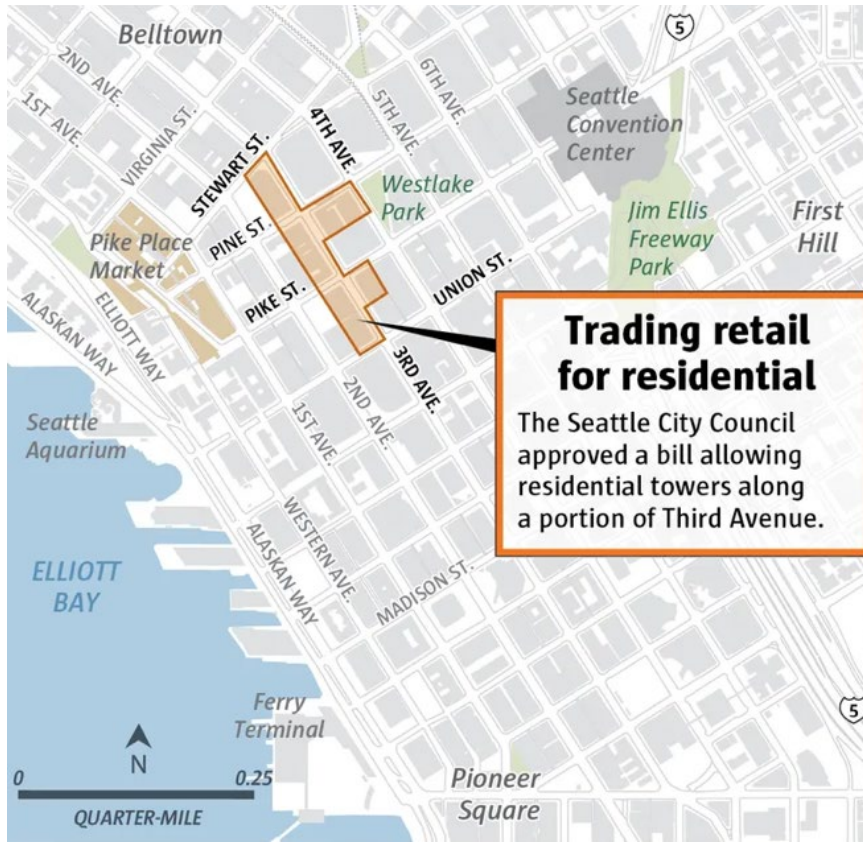 Belltown
5
2ND AVE.
6TH AVE.
1ST AVE.
5TH AVE.
4TH AVE.
Seattle
Convention
Center
VIRGINIA ST.
STEWART ST.
Westlake
Park
PINE ST.
Pike Place
Market
Jim Ellis
Freeway
Park
First
Hill
UNION ST.
PIKE ST.
ALASKAN WAY
ELLIOTT WAY
Trading retail
for residential
The Seattle City Council
approved a bill allowing
residential towers along
a portion of Third Avenue.
3RD AVE.
2ND AVE.
1ST AVE.
Seattle
Aquarium
WESTERN AVE.
ALASKAN WAY
MADISON ST.
ELLIOTT
BAY
Ferry
Terminal
5
N
0
0.25
QUARTER-MILE
Pioneer
Square